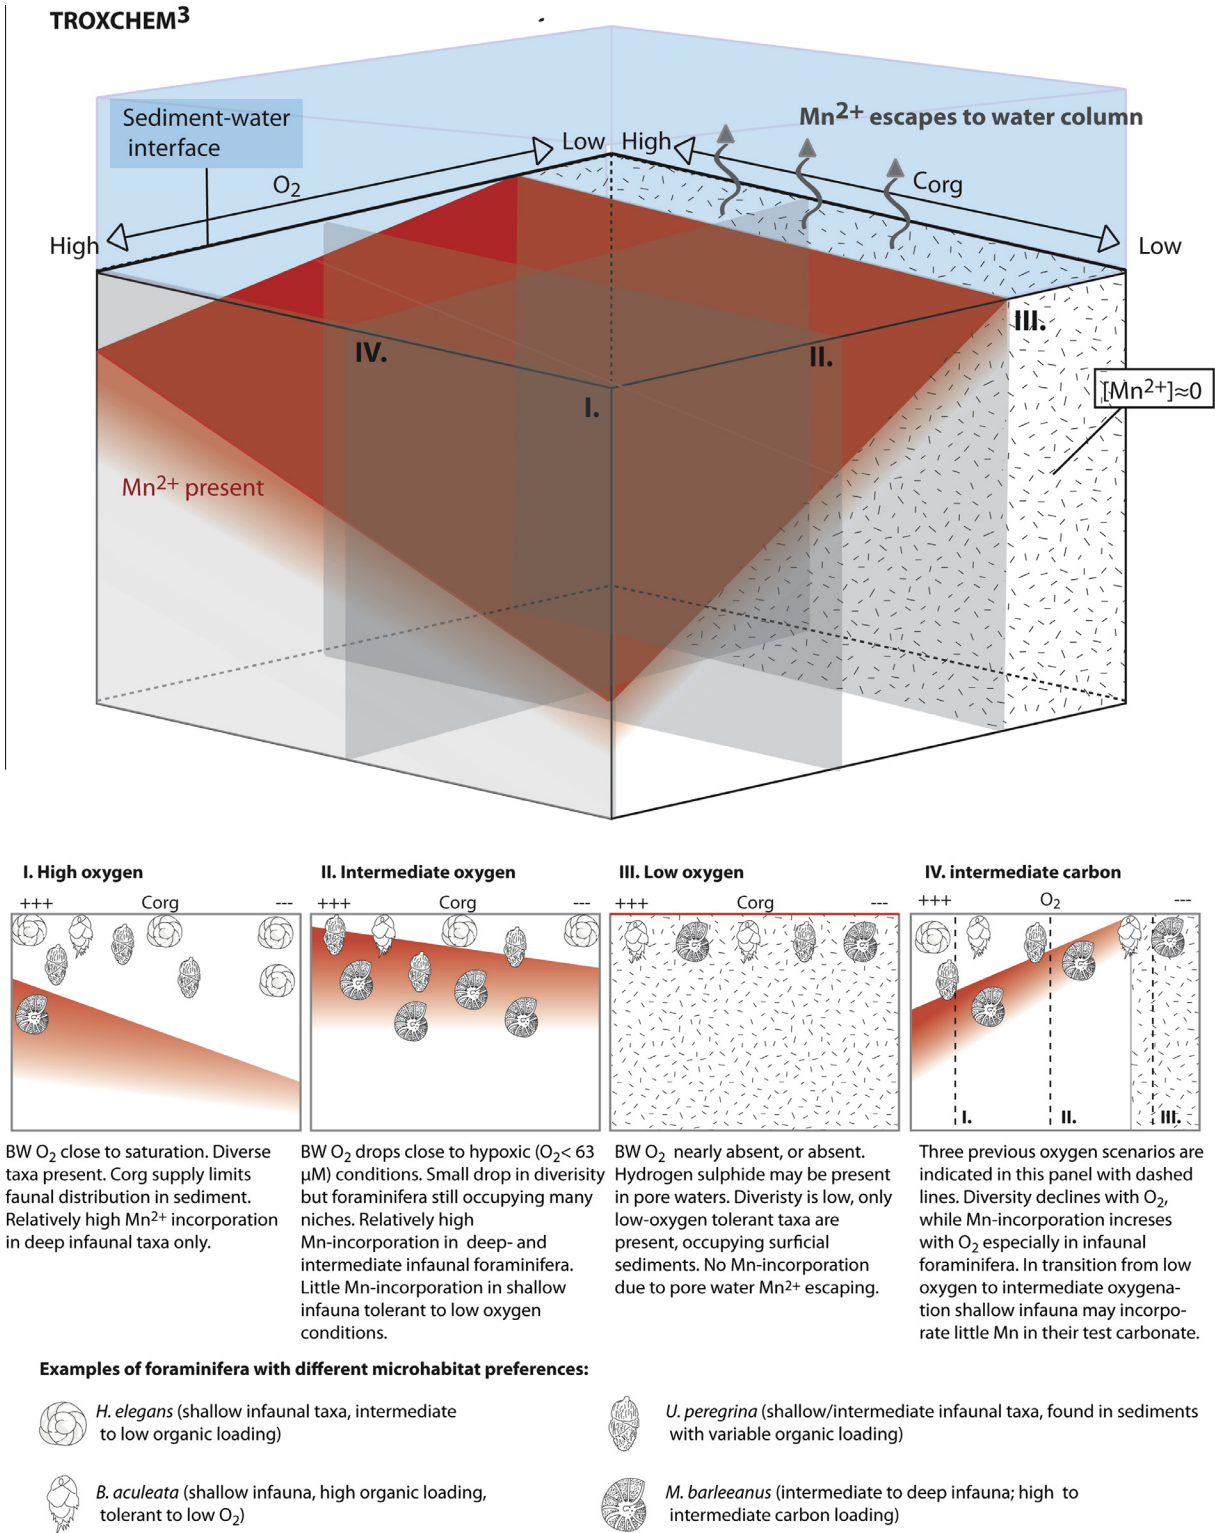 TROXCHEM³
Sediment-water
interface
Mn²⁺ escapes to water column
Low
High
O₂
Corg
High
Low
III.
IV.
II.
I.
[Mn²⁺]≈0
Mn²⁺ present
I. High oxygen
+++ Corg ---
BW O₂ close to saturation. Diverse
taxa present. Corg supply limits
faunal distribution in sediment.
Relatively high Mn²⁺ incorporation
in deep infaunal taxa only.
II. Intermediate oxygen
+++ Corg ---
BW O₂ drops close to hypoxic (O₂< 63
µM) conditions. Small drop in diverisity
but foraminifera still occupying many
niches. Relatively high
Mn-incorporation in deep- and
intermediate infaunal foraminifera.
Little Mn-incorporation in shallow
infauna tolerant to low oxygen
conditions.
III. Low oxygen
+++ Corg ---
BW O₂ nearly absent, or absent.
Hydrogen sulphide may be present
in pore waters. Diveristy is low, only
low-oxygen tolerant taxa are
present, occupying surficial
sediments. No Mn-incorporation
due to pore water Mn²⁺ escaping.
IV. intermediate carbon
+++ O₂ ---
I. II. III.
Three previous oxygen scenarios are
indicated in this panel with dashed
lines. Diversity declines with O₂,
while Mn-incorporation increses
with O₂ especially in infaunal
foraminifera. In transition from low
oxygen to intermediate oxygena-
tion shallow infauna may incorpo-
rate little Mn in their test carbonate.
Examples of foraminifera with different microhabitat preferences:
H. elegans (shallow infaunal taxa, intermediate
to low organic loading)
U. peregrina (shallow/intermediate infaunal taxa, found in sediments
with variable organic loading)
B. aculeata (shallow infauna, high organic loading,
tolerant to low O₂)
M. barleeanus (intermediate to deep infauna; high to
intermediate carbon loading)